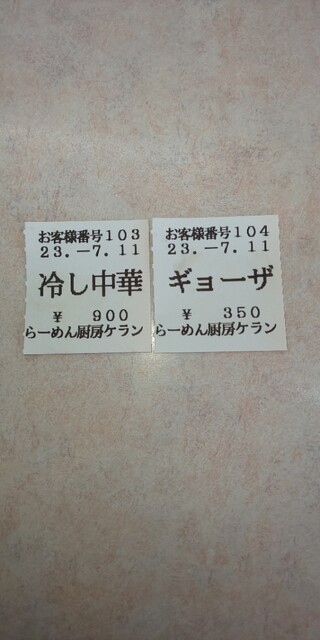 お客様番号103
23.-7.11
冷し中華
¥ 900
らーめん厨房ケラン
お客様番号104
23.-7.11
ギョーザ
¥ 350
らーめん厨房ケラン